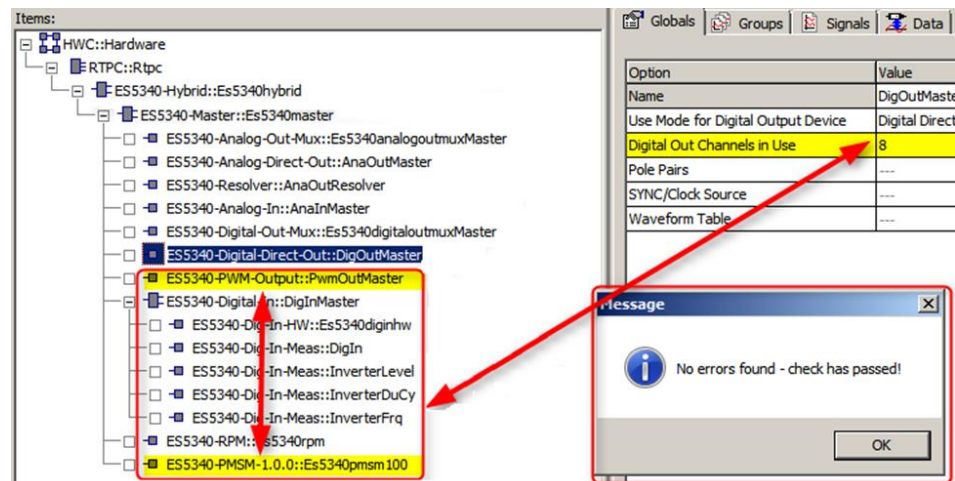 Items:
HWC::Hardware
RTPC::Rtpc
ES5340-Hybrid::Es5340hybrid
ES5340-Master::Es5340master
ES5340-Analog-Out-Mux::Es5340analogoutmuxMaster
ES5340-Analog-Direct-Out::AnaOutMaster
ES5340-Resolver::AnaOutResolver
ES5340-Analog-In::AnaInMaster
ES5340-Digital-Out-Mux::Es5340digitaloutmuxMaster
ES5340-Digital-Direct-Out::DigOutMaster
ES5340-PWM-Output::PwmOutMaster
ES5340-Digital-In::DigInMaster
ES5340-Dig-In-HW::Es5340diginhw
ES5340-Dig-In-Meas::DigIn
ES5340-Dig-In-Meas::InverterLevel
ES5340-Dig-In-Meas::InverterDuCy
ES5340-Dig-In-Meas::InverterFrq
ES5340-RPM::Es5340rpm
ES5340-PMSM-1.0.0::Es5340pmsm100
Globals Groups Signals Data
Option Value
Name DigOutMaste
Use Mode for Digital Output Device Digital Direct
Digital Out Channels in Use 8
Pole Pairs ---
SYNC/Clock Source ---
Waveform Table ---
Message
No errors found - check has passed!
OK